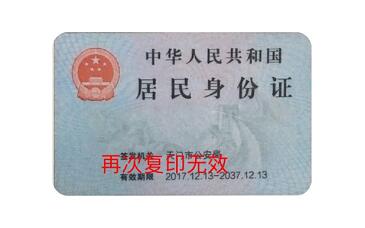 中华人民共和国
居民身份证
签发机关 天门市公安局
再次复印无效
有效期限 2017.12.13-2037.12.13